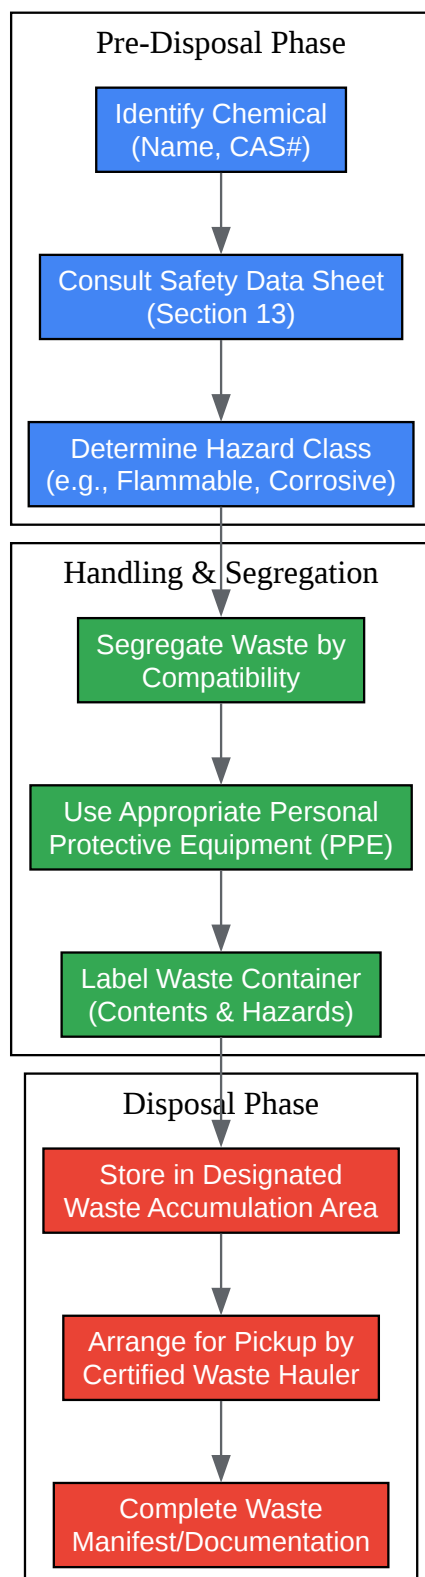 Pre-Disposal Phase
Identify Chemical
(Name, CAS#)
Consult Safety Data Sheet
(Section 13)
Determine Hazard Class
(e.g., Flammable, Corrosive)
Handling & Segregation
Segregate Waste by
Compatibility
Use Appropriate Personal
Protective Equipment (PPE)
Label Waste Container
(Contents & Hazards)
Disposal Phase
Store in Designated
Waste Accumulation Area
Arrange for Pickup by
Certified Waste Hauler
Complete Waste
Manifest/Documentation